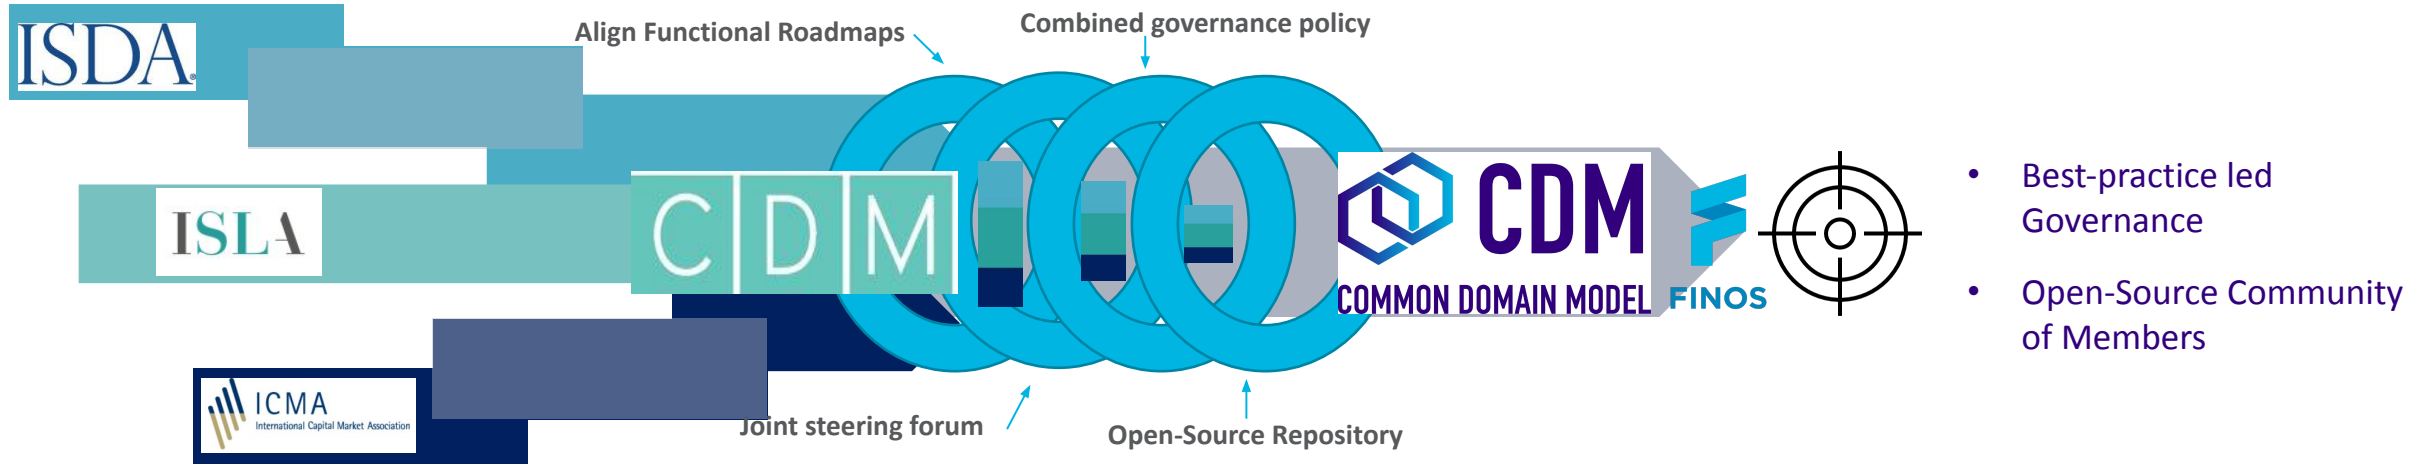 ISDA®
Align Functional Roadmaps
Combined governance policy
ISLA
CDM
CDM
COMMON DOMAIN MODEL
FINOS
• Best-practice led
Governance
• Open-Source Community
of Members
ICMA
International Capital Market Association
Joint steering forum
Open-Source Repository